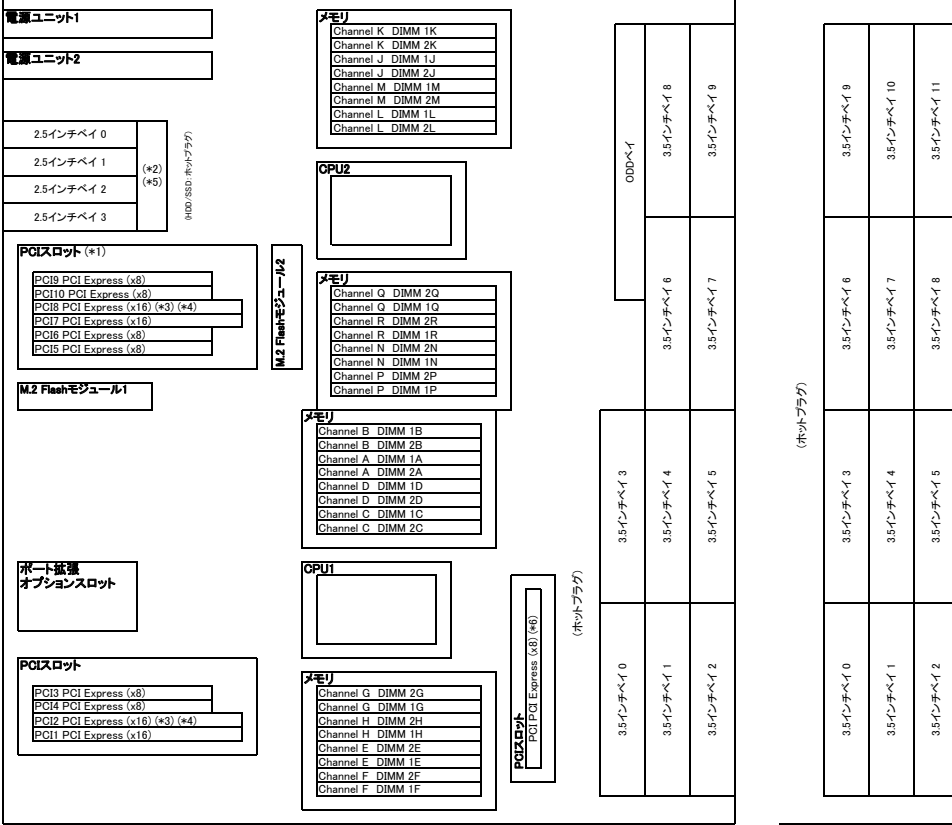 電源ユニット1
電源ユニット2
2.5インチベイ 0
2.5インチベイ 1
2.5インチベイ 2
2.5インチベイ 3
(*2)
(*5)
(HDD/SSD:ホットプラグ)
PCIスロット (*1)
PCI9 PCI Express (x8)
PCI10 PCI Express (x8)
PCI8 PCI Express (x16) (*3) (*4)
PCI7 PCI Express (x16)
PCI6 PCI Express (x8)
PCI5 PCI Express (x8)
M.2 Flashモジュール2
M.2 Flashモジュール1
ポート拡張
オプションスロット
PCIスロット
PCI3 PCI Express (x8)
PCI4 PCI Express (x8)
PCI2 PCI Express (x16) (*3) (*4)
PCI1 PCI Express (x16)
メモリ
Channel K DIMM 1K
Channel K DIMM 2K
Channel J DIMM 1J
Channel J DIMM 2J
Channel M DIMM 1M
Channel M DIMM 2M
Channel L DIMM 1L
Channel L DIMM 2L
CPU2
メモリ
Channel Q DIMM 2Q
Channel Q DIMM 1Q
Channel R DIMM 2R
Channel R DIMM 1R
Channel N DIMM 2N
Channel N DIMM 1N
Channel P DIMM 2P
Channel P DIMM 1P
メモリ
Channel B DIMM 1B
Channel B DIMM 2B
Channel A DIMM 1A
Channel A DIMM 2A
Channel D DIMM 1D
Channel D DIMM 2D
Channel C DIMM 1C
Channel C DIMM 2C
CPU1
メモリ
Channel G DIMM 2G
Channel G DIMM 1G
Channel H DIMM 2H
Channel H DIMM 1H
Channel E DIMM 2E
Channel E DIMM 1E
Channel F DIMM 2F
Channel F DIMM 1F
PCIスロット
PCI PCI Express (x8) (*6)
(ホットプラグ)
ODDベイ
3.5インチベイ 8
3.5インチベイ 9
3.5インチベイ 6
3.5インチベイ 7
3.5インチベイ 3
3.5インチベイ 4
3.5インチベイ 5
3.5インチベイ 0
3.5インチベイ 1
3.5インチベイ 2
(ホットプラグ)
3.5インチベイ 9
3.5インチベイ 10
3.5インチベイ 11
3.5インチベイ 6
3.5インチベイ 7
3.5インチベイ 8
3.5インチベイ 3
3.5インチベイ 4
3.5インチベイ 5
3.5インチベイ 0
3.5インチベイ 1
3.5インチベイ 2